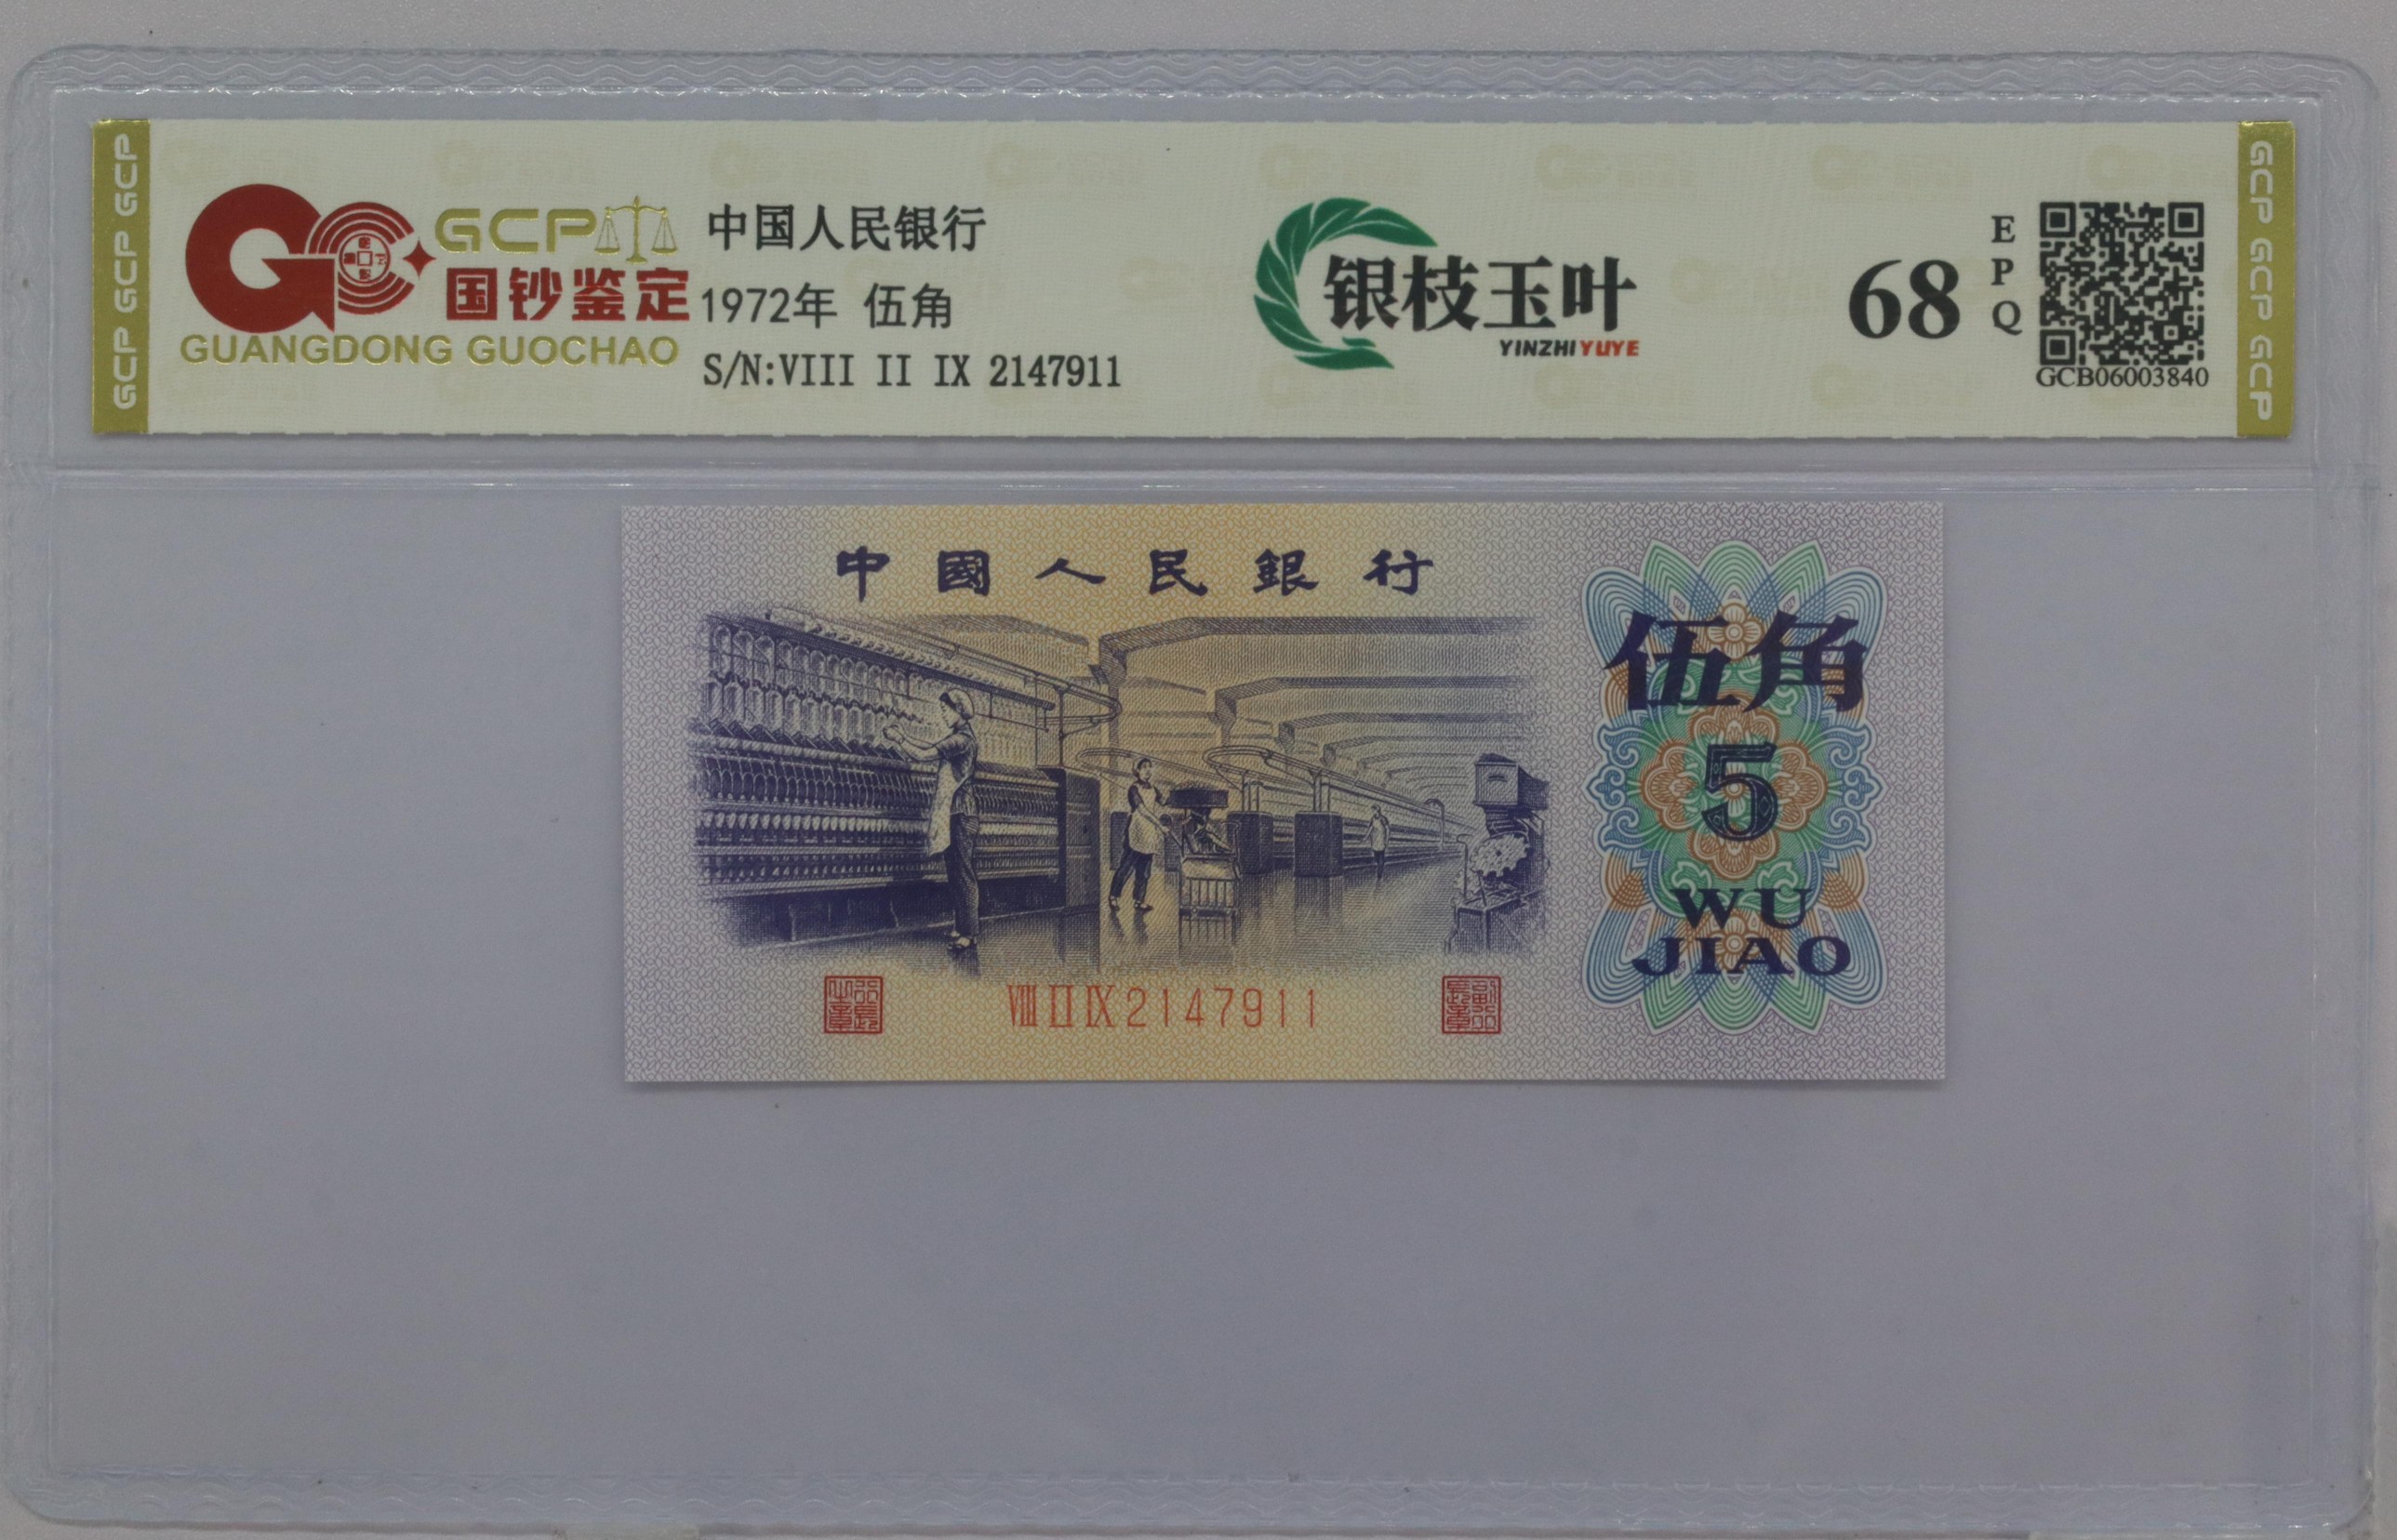 GCP GCP GCP
GCP
国钞鉴定
GUANGDONG GUOCHAO
中国人民银行
1972年 伍角
S/N:VIII II IX 2147911
银枝玉叶
YINZHI YUYE
68
EPQ
GCB06003840
GCP GCP GCP
中國人民銀行
伍角
5
WU
JIAO
VIII II IX 2147911